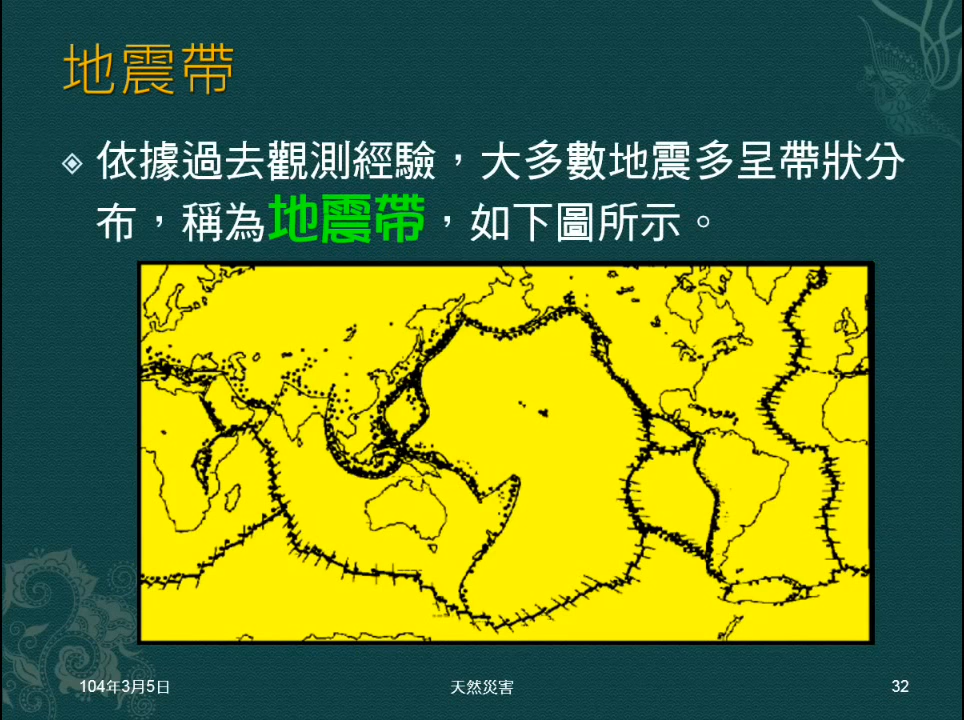 地震帶
依據過去觀測經驗，大多數地震多呈帶狀分
布，稱為地震帶，如下圖所示。
104年3月5日
天然災害
32